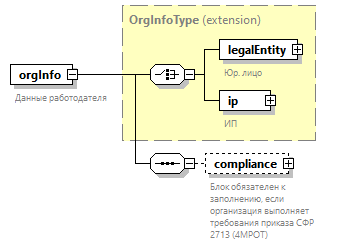 OrgInfoType (extension)
legalEntity
Юр. лицо
orgInfo
Данные работодателя
ip
ИП
compliance
Блок обязателен к
заполнению, если
организация выполняет
требования приказа СФР
2713 (4МРОТ)